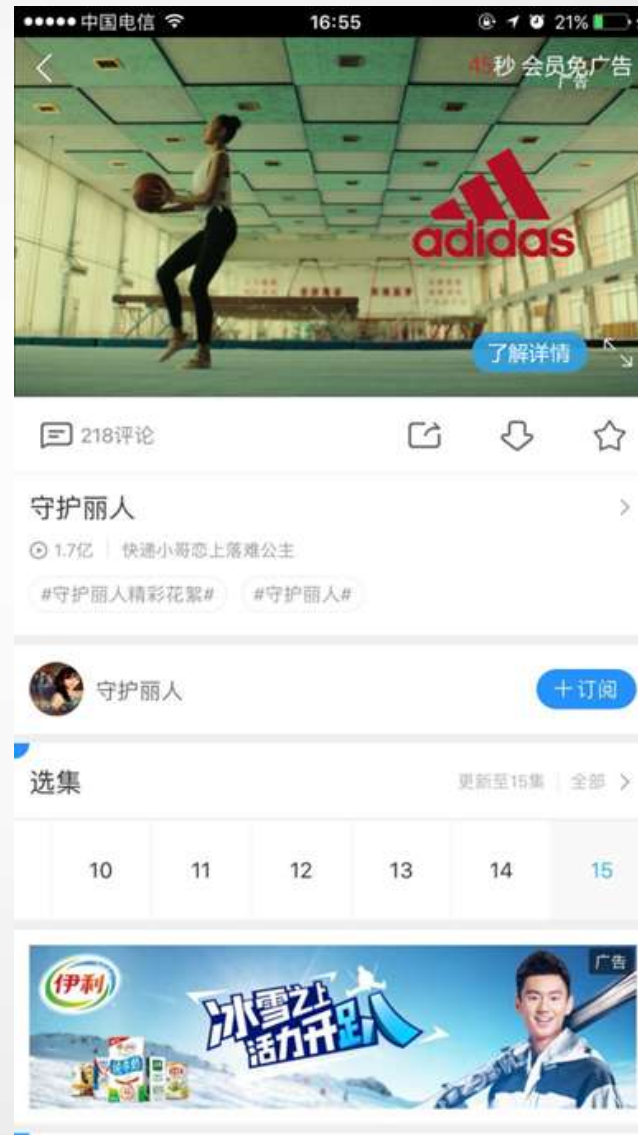 中国电信 16:55 21%
45秒 会员免广告
广告
adidas
了解详情
218评论
守护丽人
1.7亿 快递小哥恋上落难公主
#守护丽人精彩花絮# #守护丽人#
守护丽人 +订阅
选集 更新至15集 全部
10 11 12 13 14 15
伊利 广告
冰雪之上
活力开趴